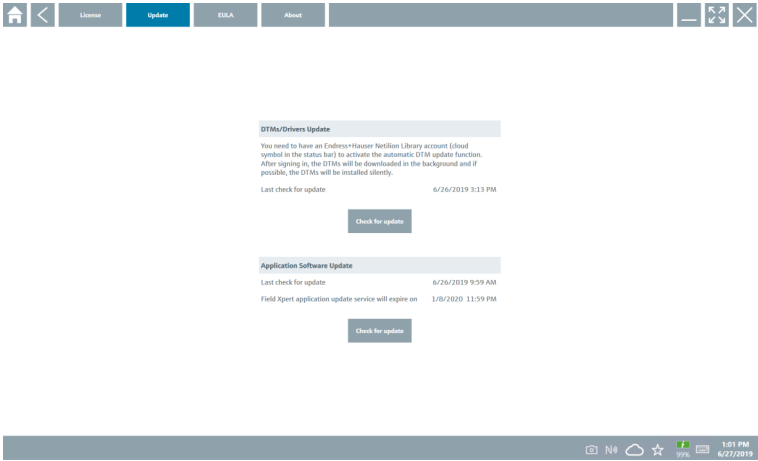 License Update EULA About
DTMs/Drivers Update
You need to have an Endress+Hauser Netilion Library account (cloud
symbol in the status bar) to activate the automatic DTM update function.
After signing in, the DTMs will be downloaded in the background and if
possible, the DTMs will be installed silently.
Last check for update 6/26/2019 3:13 PM
Check for update
Application Software Update
Last check for update 6/26/2019 9:59 AM
Field Xpert application update service will expire on 1/8/2020 11:59 PM
Check for update
99% 1:01 PM
6/27/2019